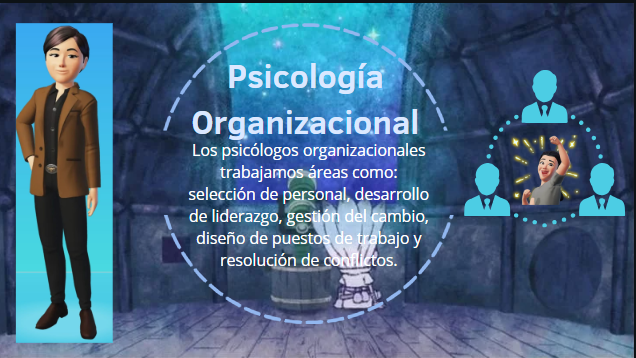 Psicología
Organizacional
Los psicólogos organizacionales
trabajamos áreas como:
selección de personal, desarrollo
de liderazgo, gestión del cambio,
diseño de puestos de trabajo y
resolución de conflictos.